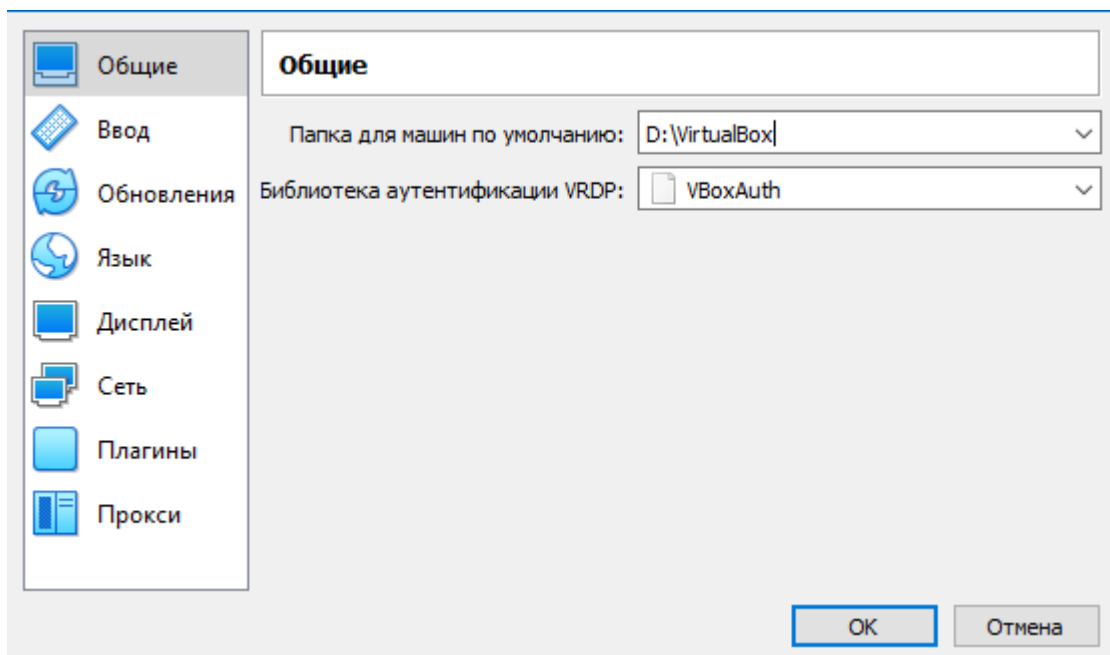 Общие
Ввод
Обновления
Язык
Дисплей
Сеть
Плагины
Прокси
Общие
Папка для машин по умолчанию: D:\VirtualBox
Библиотека аутентификации VRDP: VBoxAuth
OK Отмена